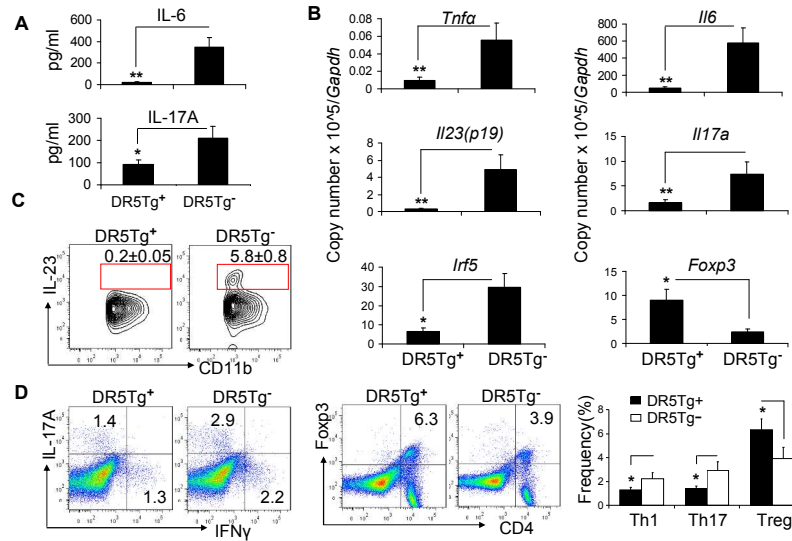 A
IL-6
pg/ml
600
400
200
0
**
IL-17A
pg/ml
300
200
100
0
*
DR5Tg+ DR5Tg-
B
Copy number x 10^5/Gapdh
Tnfα
0.08
0.06
0.04
0.02
0
**
Il23(p19)
8
6
4
2
0
**
Irf5
40
30
20
10
0
*
DR5Tg+ DR5Tg-
Copy number x 10^5/Gapdh
Il6
800
600
400
200
0
**
Il17a
15
10
5
0
**
Foxp3
15
10
5
0
*
DR5Tg+ DR5Tg-
C
DR5Tg+ DR5Tg-
0.2±0.05 5.8±0.8
IL-23
CD11b
D
DR5Tg+ DR5Tg-
IL-17A
1.4 2.9
1.3 2.2
IFNγ
DR5Tg+ DR5Tg-
Foxp3
6.3 3.9
CD4
DR5Tg+
DR5Tg−
Frequency(%)
8
6
4
2
0
* * *
Th1 Th17 Treg